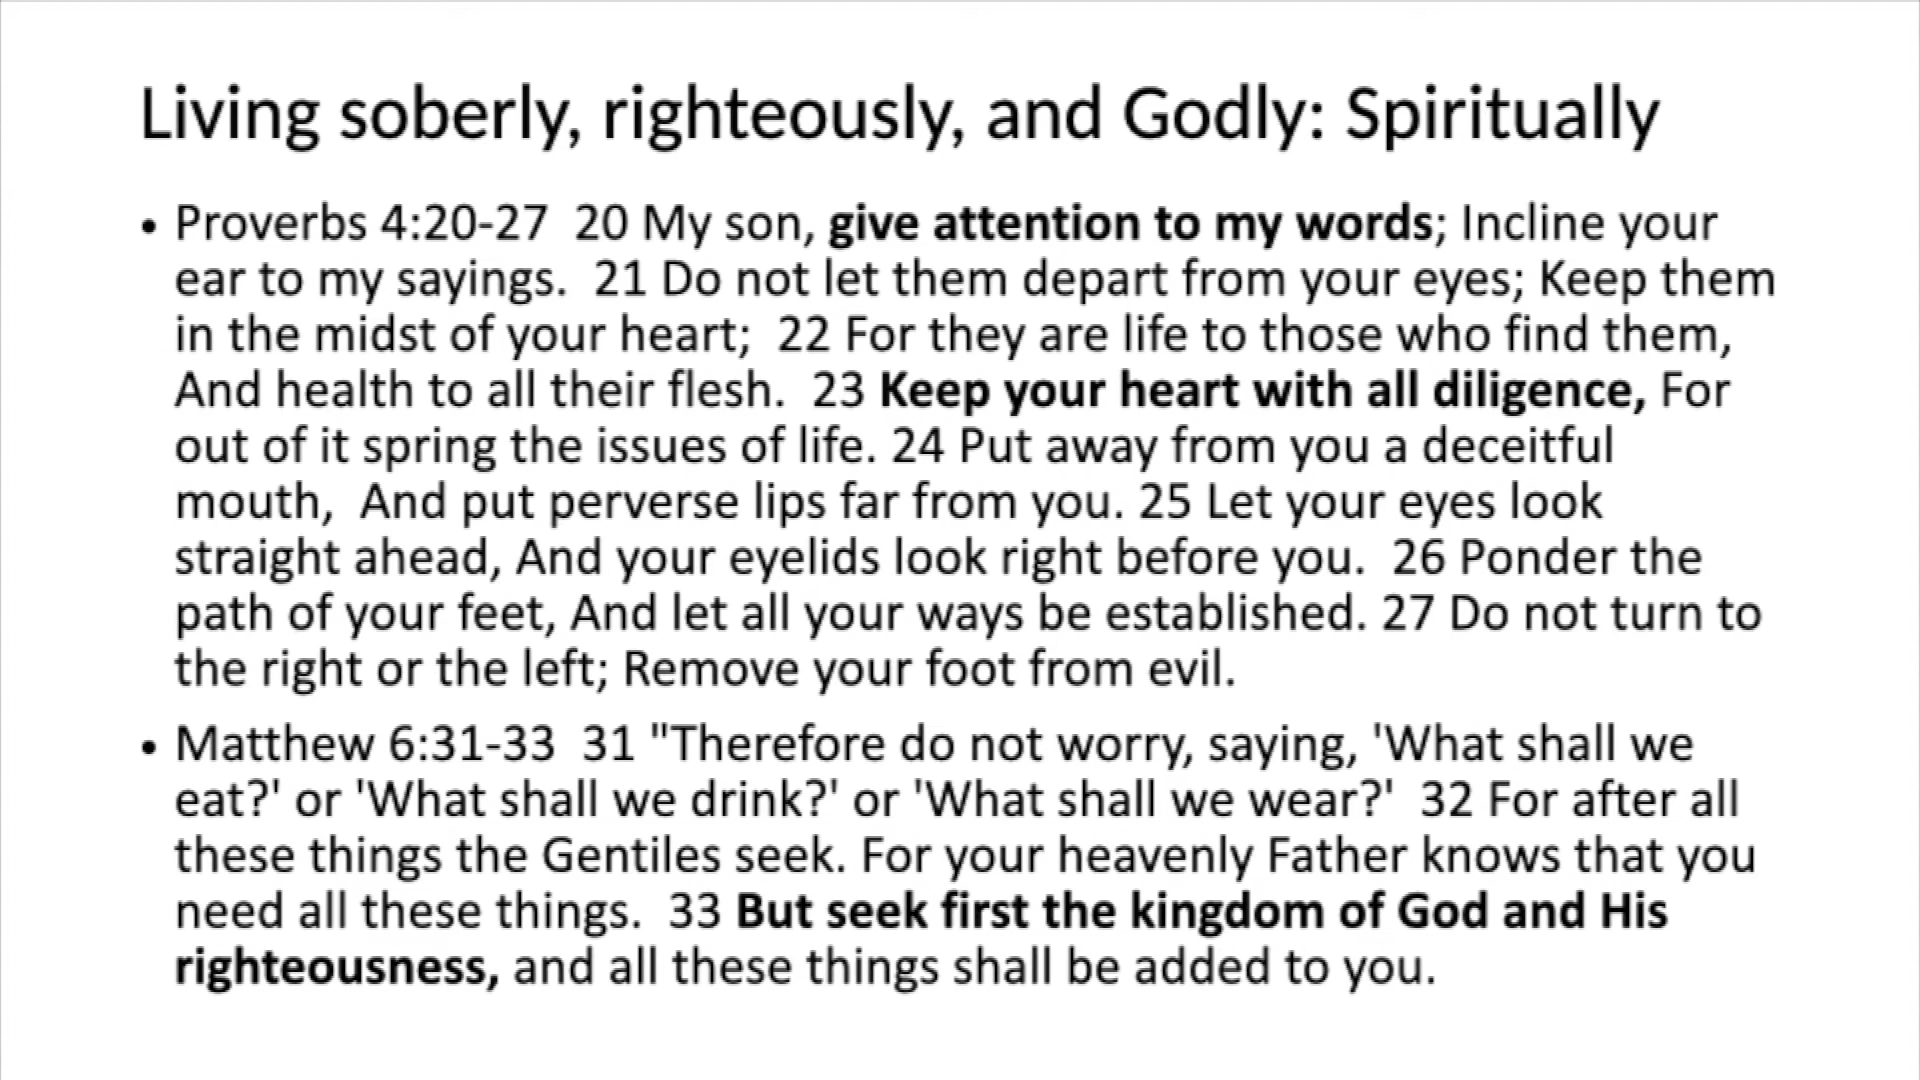 Living soberly, righteously, and Godly: Spiritually
• Proverbs 4:20-27  20 My son, give attention to my words; Incline your
ear to my sayings.  21 Do not let them depart from your eyes; Keep them
in the midst of your heart;  22 For they are life to those who find them,
And health to all their flesh.  23 Keep your heart with all diligence, For
out of it spring the issues of life. 24 Put away from you a deceitful
mouth,  And put perverse lips far from you. 25 Let your eyes look
straight ahead, And your eyelids look right before you.  26 Ponder the
path of your feet, And let all your ways be established. 27 Do not turn to
the right or the left; Remove your foot from evil.
• Matthew 6:31-33  31 "Therefore do not worry, saying, 'What shall we
eat?' or 'What shall we drink?' or 'What shall we wear?'  32 For after all
these things the Gentiles seek. For your heavenly Father knows that you
need all these things.  33 But seek first the kingdom of God and His
righteousness, and all these things shall be added to you.